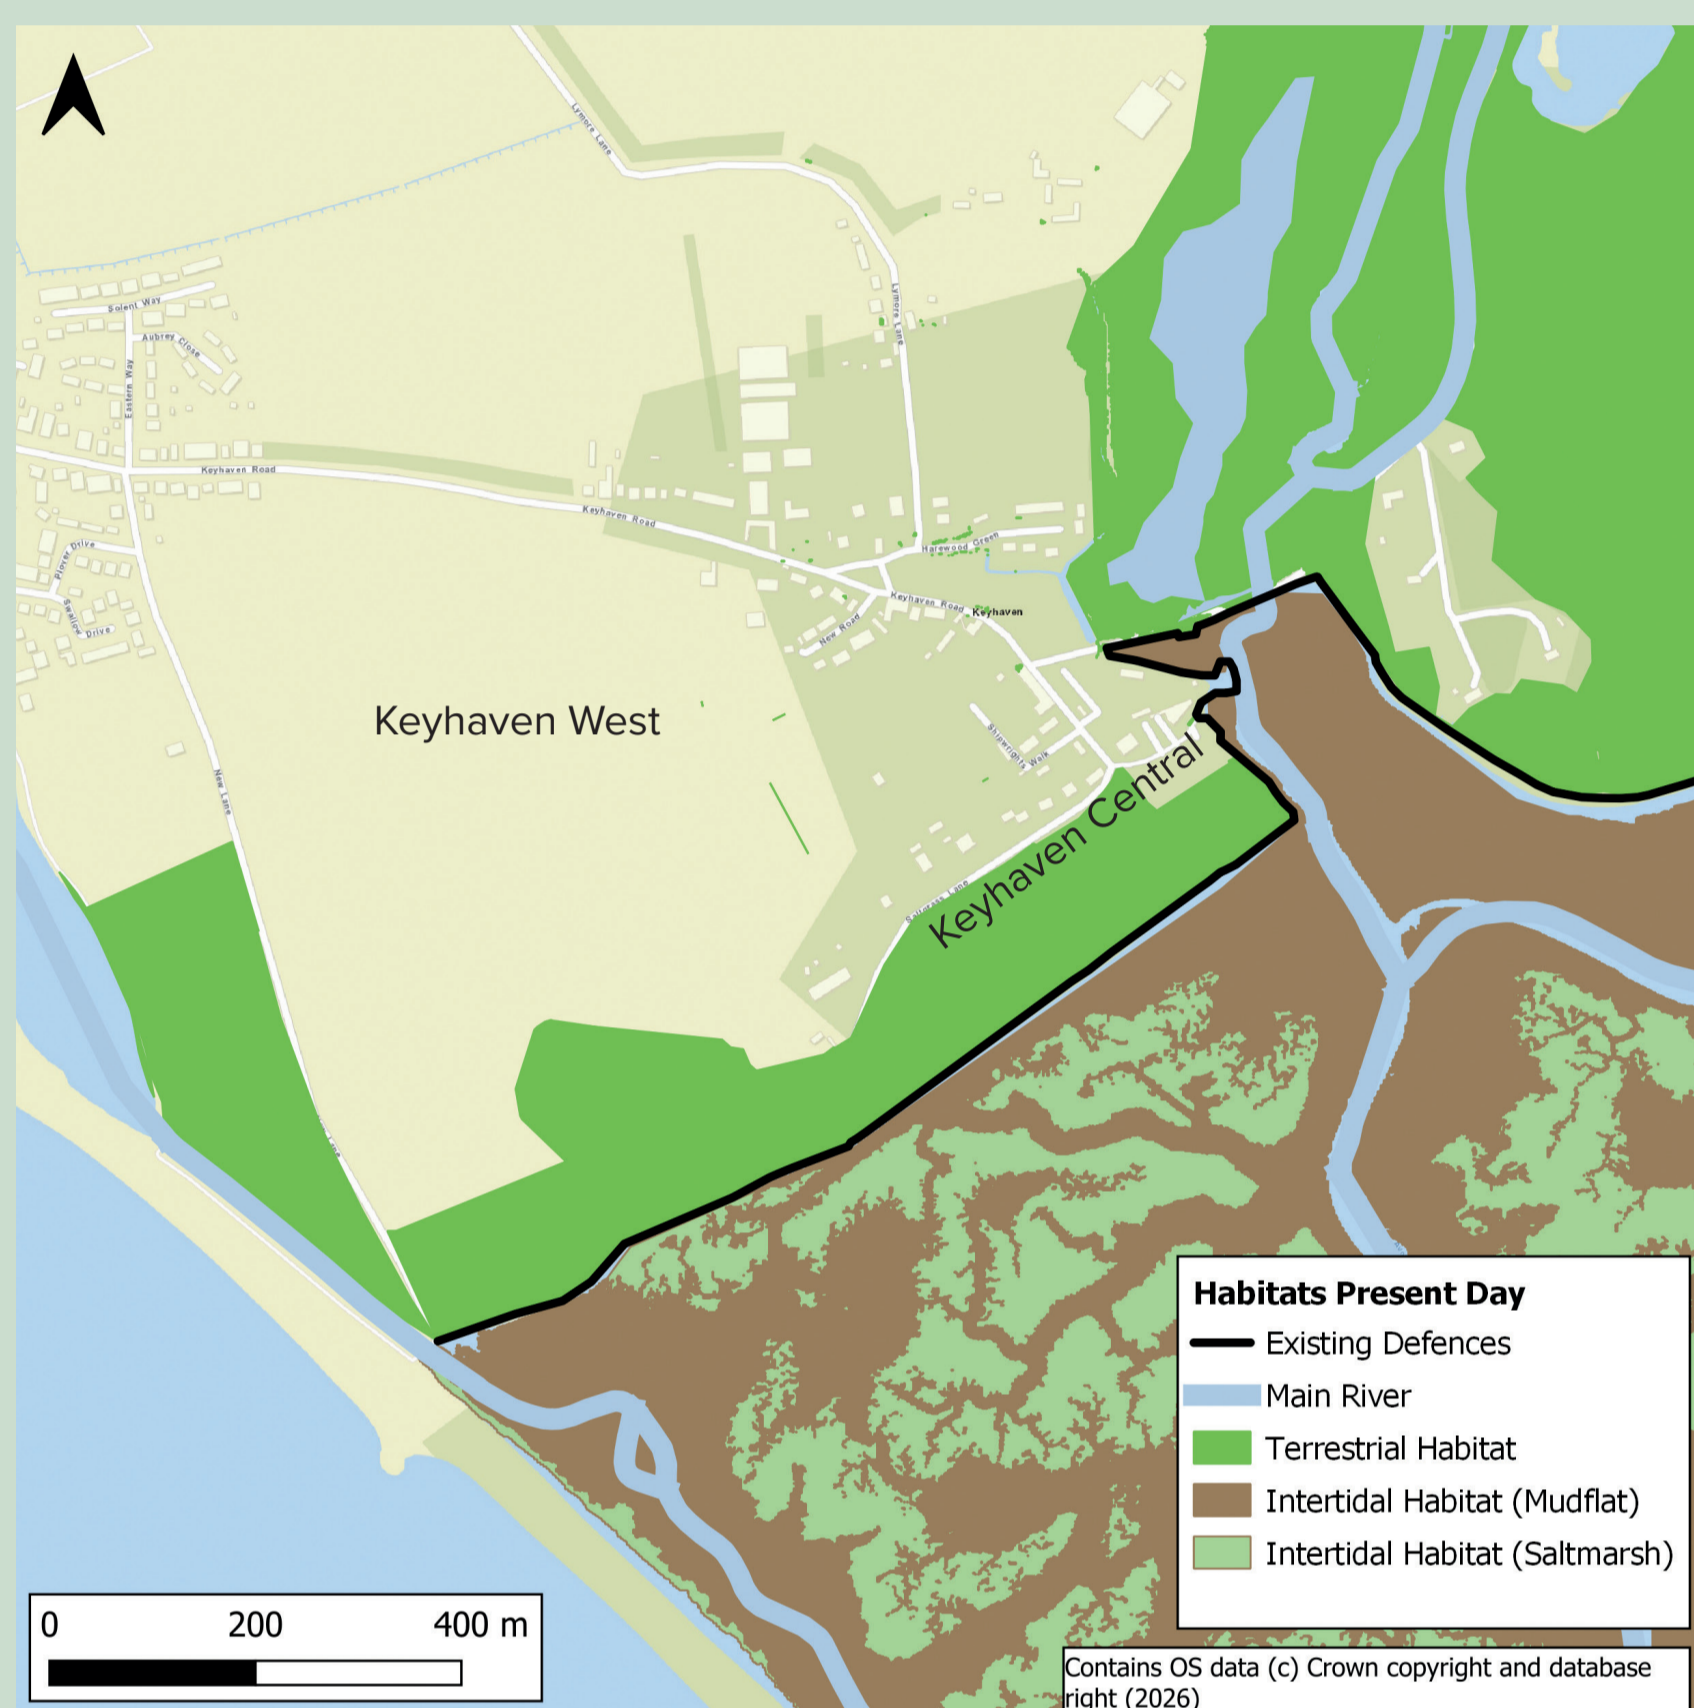 Lymore Lane
Solent Way
Aubrey Close
Eastern Way
Lymore Lane
Keyhaven Road
Keyhaven Road
Harewood Green
Plover Drive
Swallow Drive
Keyhaven Road
Keyhaven
New Road
Keyhaven West
Shipwrights Walk
New Lane
Keyhaven Central
Saltgrass Lane
Habitats Present Day
Existing Defences
Main River
Terrestrial Habitat
Intertidal Habitat (Mudflat)
Intertidal Habitat (Saltmarsh)
0 200 400 m
Contains OS data (c) Crown copyright and database
right (2026)